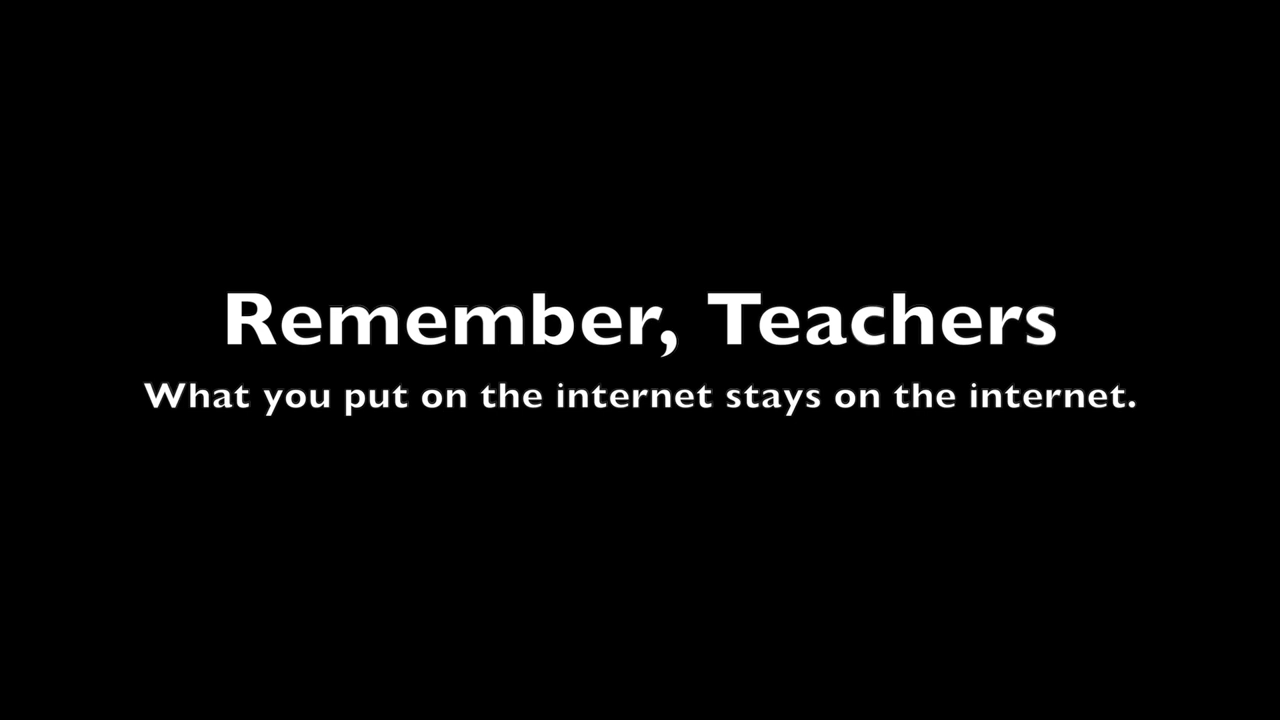 Remember, Teachers
What you put on the internet stays on the internet.